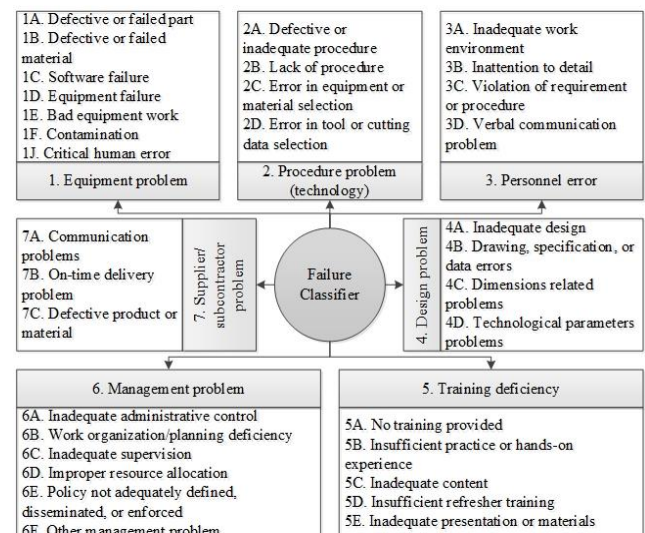 1A. Defective or failed part
1B. Defective or failed
material
1C. Software failure
1D. Equipment failure
1E. Bad equipment work
1F. Contamination
1J. Critical human error
1. Equipment problem
2A. Defective or
inadequate procedure
2B. Lack of procedure
2C. Error in equipment or
material selection
2D. Error in tool or cutting
data selection
2. Procedure problem
(technology)
3A. Inadequate work
environment
3B. Inattention to detail
3C. Violation of requirement
or procedure
3D. Verbal communication
problem
3. Personnel error
7A. Communication
problems
7B. On-time delivery
problem
7C. Defective product or
material
7. Supplier/
subcontractor
problem
Failure
Classifier
4. Design problem
4A. Inadequate design
4B. Drawing, specification, or
data errors
4C. Dimensions related
problems
4D. Technological parameters
problems
6. Management problem
6A. Inadequate administrative control
6B. Work organization/planning deficiency
6C. Inadequate supervision
6D. Improper resource allocation
6E. Policy not adequately defined,
disseminated, or enforced
6F. Other management problem
5. Training deficiency
5A. No training provided
5B. Insufficient practice or hands-on
experience
5C. Inadequate content
5D. Insufficient refresher training
5E. Inadequate presentation or materials